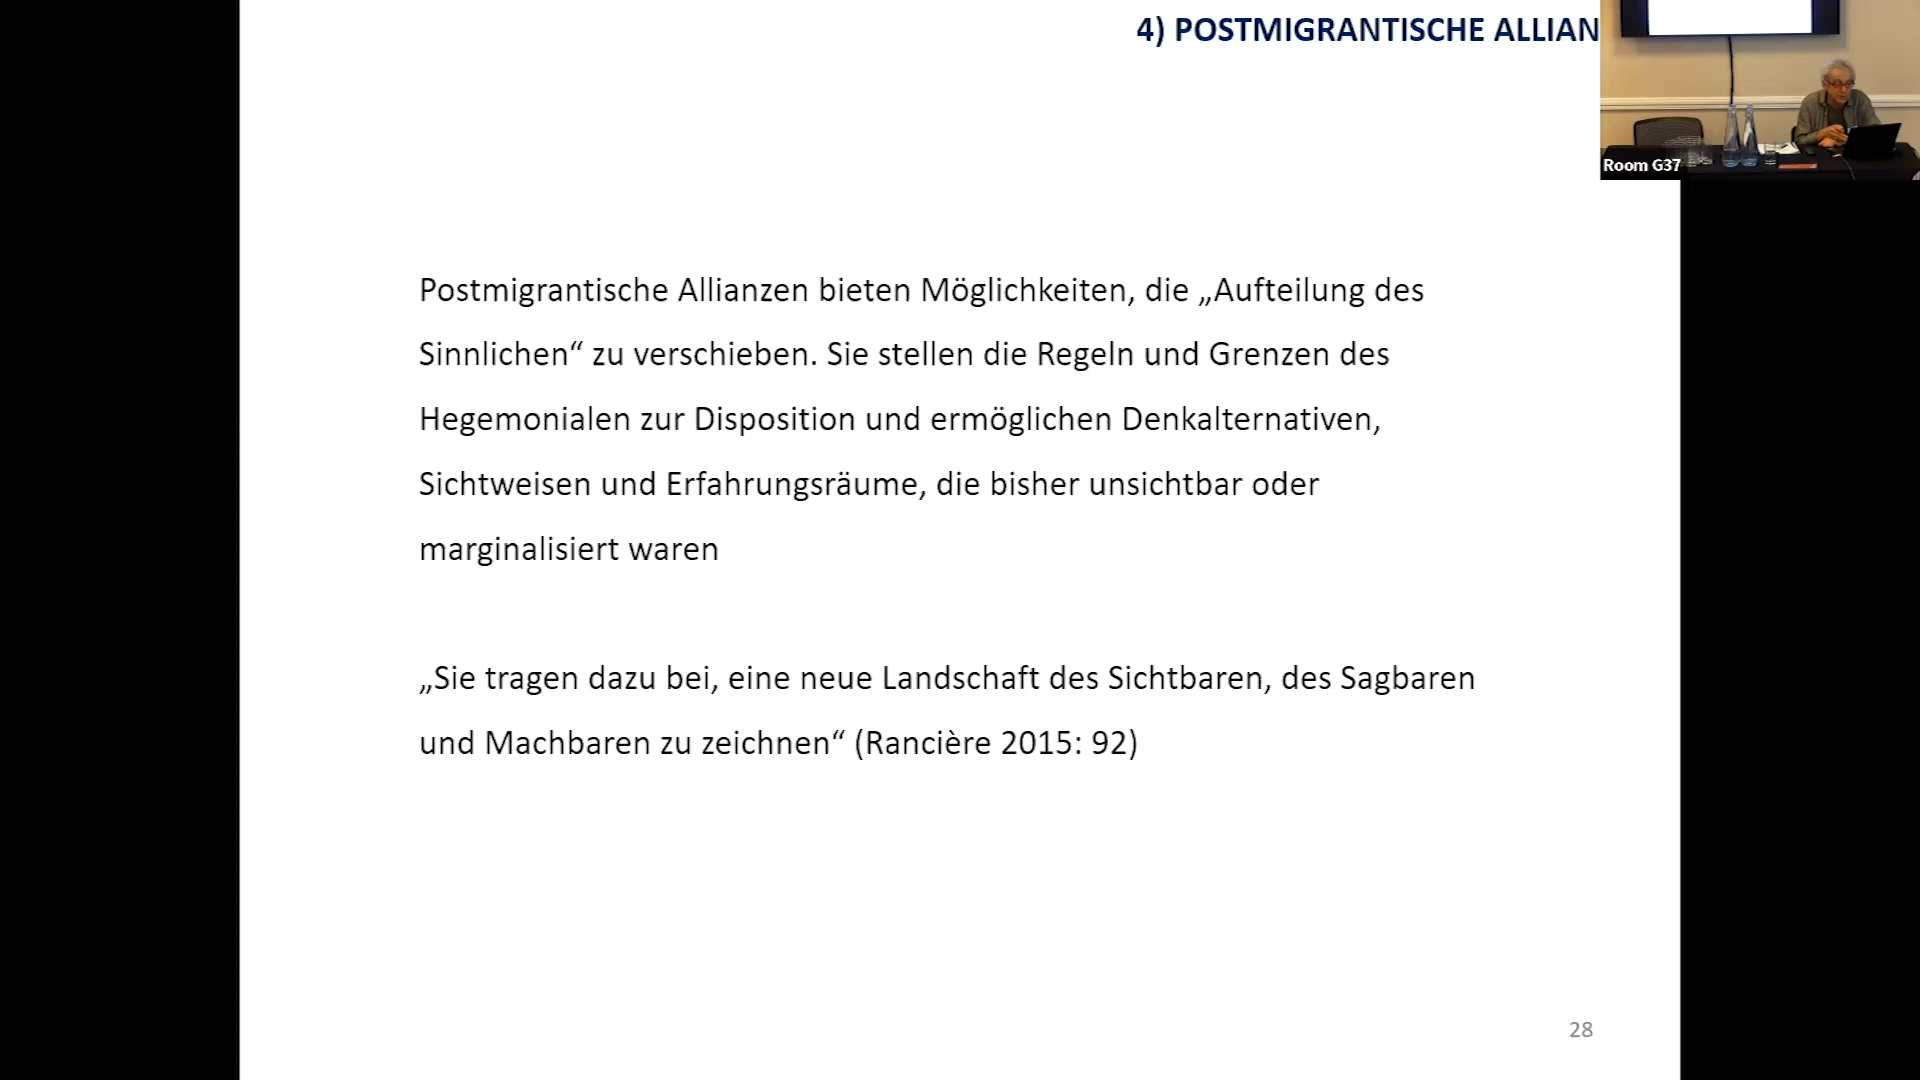 4) POSTMIGRANTISCHE ALLIAN
Room G37
Postmigrantische Allianzen bieten Möglichkeiten, die „Aufteilung des
Sinnlichen“ zu verschieben. Sie stellen die Regeln und Grenzen des
Hegemonialen zur Disposition und ermöglichen Denkalternativen,
Sichtweisen und Erfahrungsräume, die bisher unsichtbar oder
marginalisiert waren
„Sie tragen dazu bei, eine neue Landschaft des Sichtbaren, des Sagbaren
und Machbaren zu zeichnen“ (Rancière 2015: 92)
28